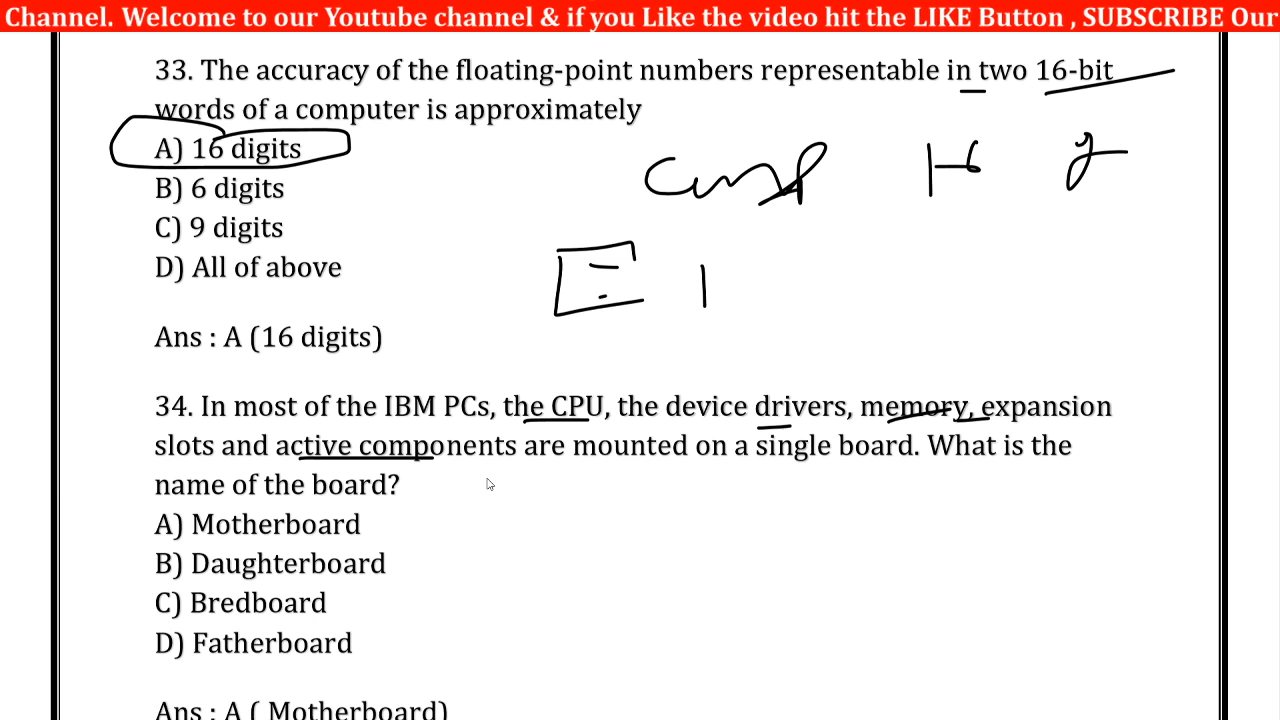 Channel. Welcome to our Youtube channel & if you Like the video hit the LIKE Button , SUBSCRIBE Our
33. The accuracy of the floating-point numbers representable in two 16-bit
words of a computer is approximately
A) 16 digits
B) 6 digits
C) 9 digits
D) All of above
16
Ans : A (16 digits)
34. In most of the IBM PCs, the CPU, the device drivers, memory, expansion
slots and active components are mounted on a single board. What is the
name of the board?
A) Motherboard
B) Daughterboard
C) Bredboard
D) Fatherboard
Ans : A ( Motherboard)